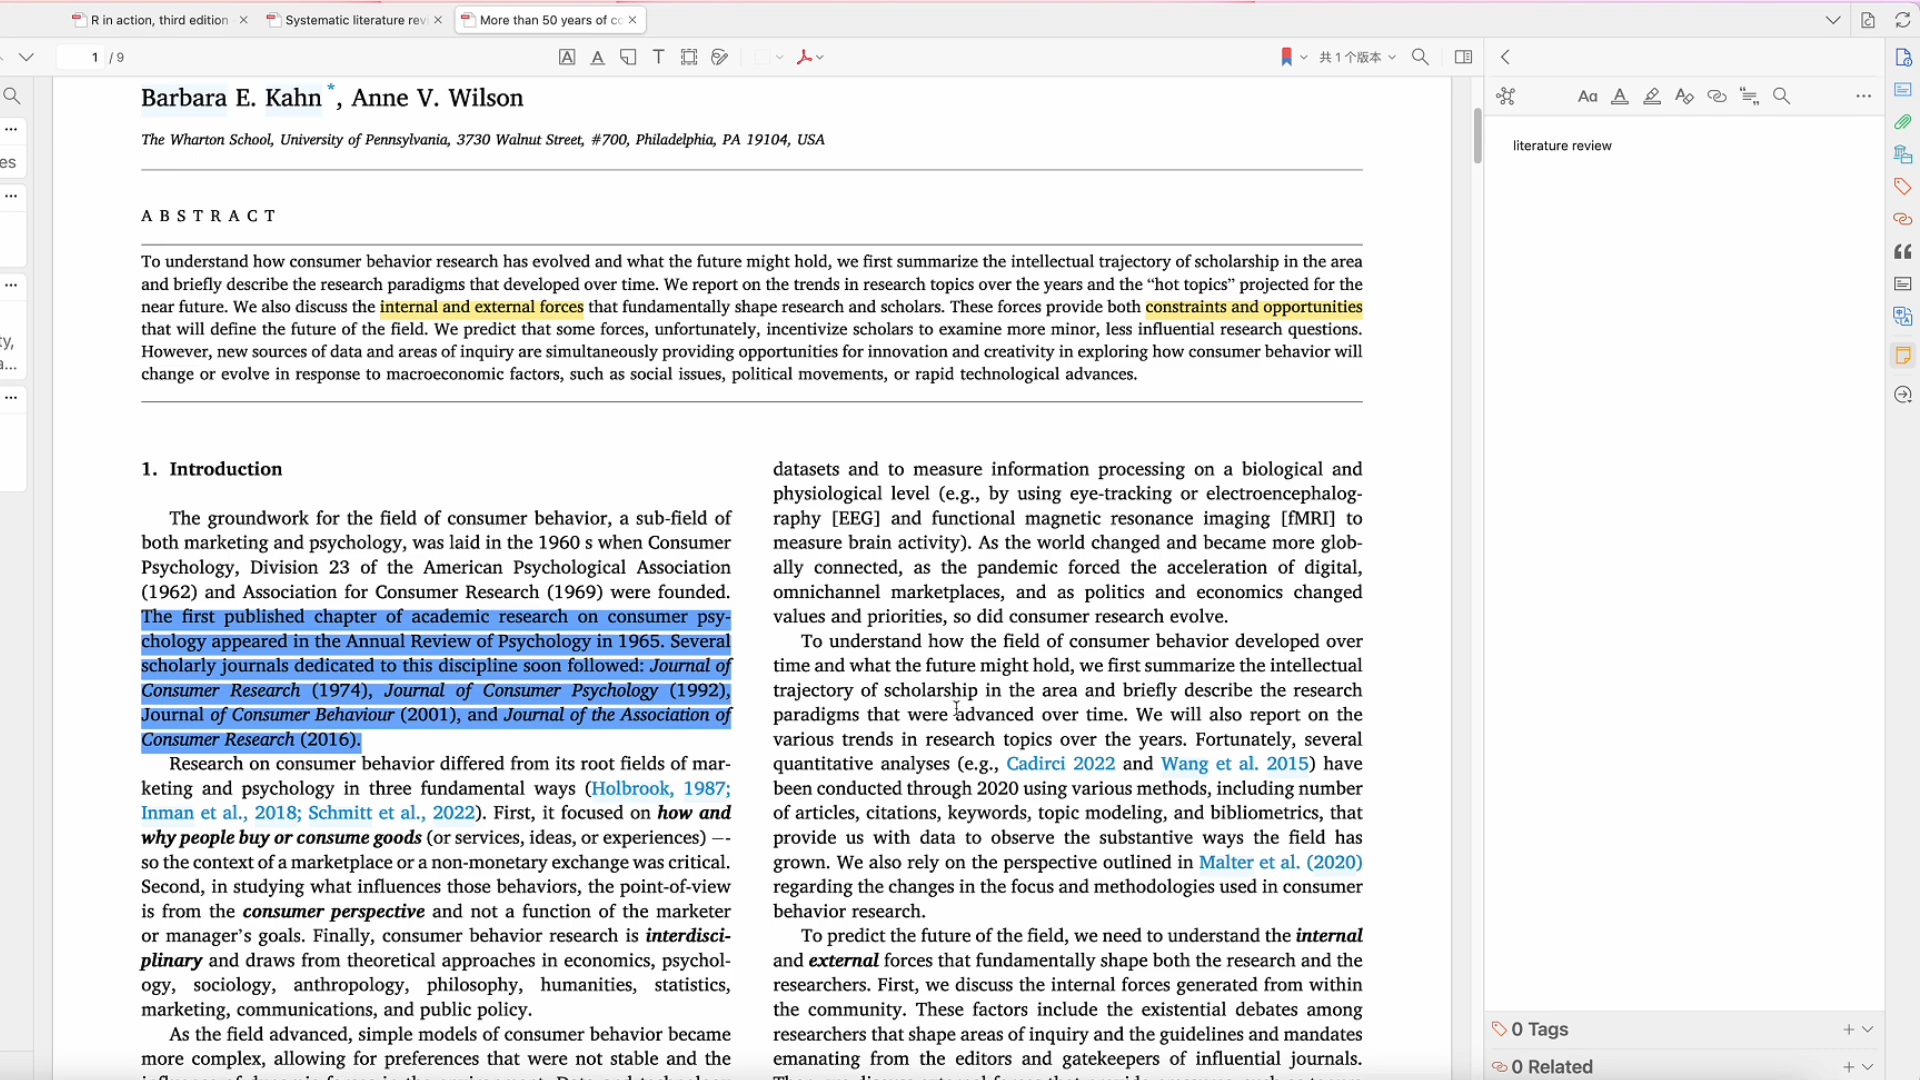 R in action, third edition
Systematic literature revi
More than 50 years of co
1 / 9
共 1 个版本
Barbara E. Kahn *, Anne V. Wilson
The Wharton School, University of Pennsylvania, 3730 Walnut Street, #700, Philadelphia, PA 19104, USA
ABSTRACT
To understand how consumer behavior research has evolved and what the future might hold, we first summarize the intellectual trajectory of scholarship in the area
and briefly describe the research paradigms that developed over time. We report on the trends in research topics over the years and the “hot topics” projected for the
near future. We also discuss the internal and external forces that fundamentally shape research and scholars. These forces provide both constraints and opportunities
that will define the future of the field. We predict that some forces, unfortunately, incentivize scholars to examine more minor, less influential research questions.
However, new sources of data and areas of inquiry are simultaneously providing opportunities for innovation and creativity in exploring how consumer behavior will
change or evolve in response to macroeconomic factors, such as social issues, political movements, or rapid technological advances.
1. Introduction
The groundwork for the field of consumer behavior, a sub-field of
both marketing and psychology, was laid in the 1960 s when Consumer
Psychology, Division 23 of the American Psychological Association
(1962) and Association for Consumer Research (1969) were founded.
The first published chapter of academic research on consumer psy-
chology appeared in the Annual Review of Psychology in 1965. Several
scholarly journals dedicated to this discipline soon followed: Journal of
Consumer Research (1974), Journal of Consumer Psychology (1992),
Journal of Consumer Behaviour (2001), and Journal of the Association of
Consumer Research (2016).
Research on consumer behavior differed from its root fields of mar-
keting and psychology in three fundamental ways (Holbrook, 1987;
Inman et al., 2018; Schmitt et al., 2022). First, it focused on how and
why people buy or consume goods (or services, ideas, or experiences) —-
so the context of a marketplace or a non-monetary exchange was critical.
Second, in studying what influences those behaviors, the point-of-view
is from the consumer perspective and not a function of the marketer
or manager’s goals. Finally, consumer behavior research is interdisci-
plinary and draws from theoretical approaches in economics, psychol-
ogy, sociology, anthropology, philosophy, humanities, statistics,
marketing, communications, and public policy.
As the field advanced, simple models of consumer behavior became
more complex, allowing for preferences that were not stable and the
datasets and to measure information processing on a biological and
physiological level (e.g., by using eye-tracking or electroencephalog-
raphy [EEG] and functional magnetic resonance imaging [fMRI] to
measure brain activity). As the world changed and became more glob-
ally connected, as the pandemic forced the acceleration of digital,
omnichannel marketplaces, and as politics and economics changed
values and priorities, so did consumer research evolve.
To understand how the field of consumer behavior developed over
time and what the future might hold, we first summarize the intellectual
trajectory of scholarship in the area and briefly describe the research
paradigms that were advanced over time. We will also report on the
various trends in research topics over the years. Fortunately, several
quantitative analyses (e.g., Cadirci 2022 and Wang et al. 2015) have
been conducted through 2020 using various methods, including number
of articles, citations, keywords, topic modeling, and bibliometrics, that
provide us with data to observe the substantive ways the field has
grown. We also rely on the perspective outlined in Malter et al. (2020)
regarding the changes in the focus and methodologies used in consumer
behavior research.
To predict the future of the field, we need to understand the internal
and external forces that fundamentally shape both the research and the
researchers. First, we discuss the internal forces generated from within
the community. These factors include the existential debates among
researchers that shape areas of inquiry and the guidelines and mandates
emanating from the editors and gatekeepers of influential journals.
es
ty,
a...
Aa
literature review
0 Tags
0 Related